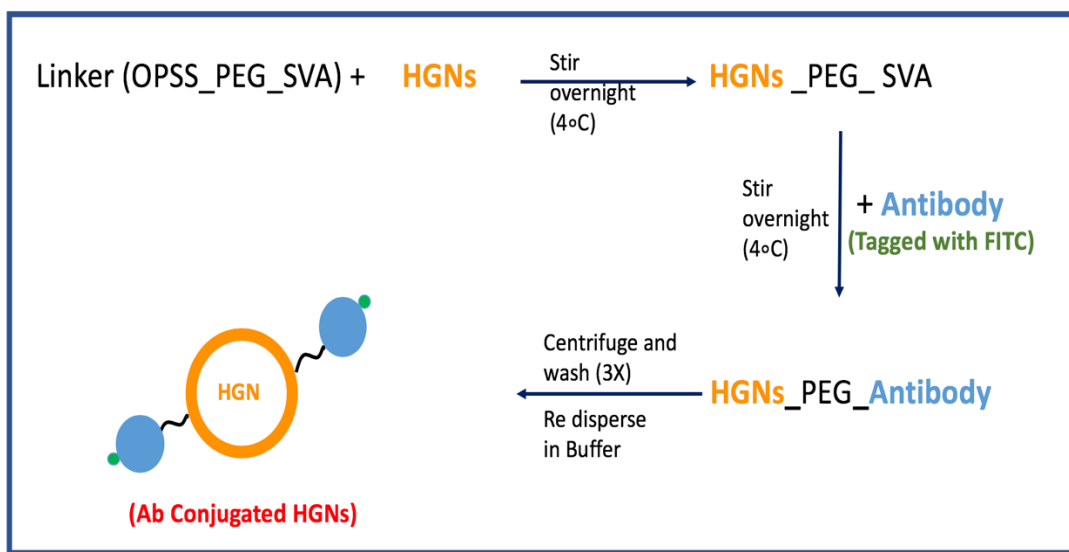 Linker (OPSS_PEG_SVA) + HGNs
Stir
overnight
(4∘C)
HGNs _PEG_ SVA
Stir
overnight
(4∘C)
+ Antibody
(Tagged with FITC)
HGNs_PEG_Antibody
Centrifuge and
wash (3X)
Re disperse
in Buffer
HGN
(Ab Conjugated HGNs)